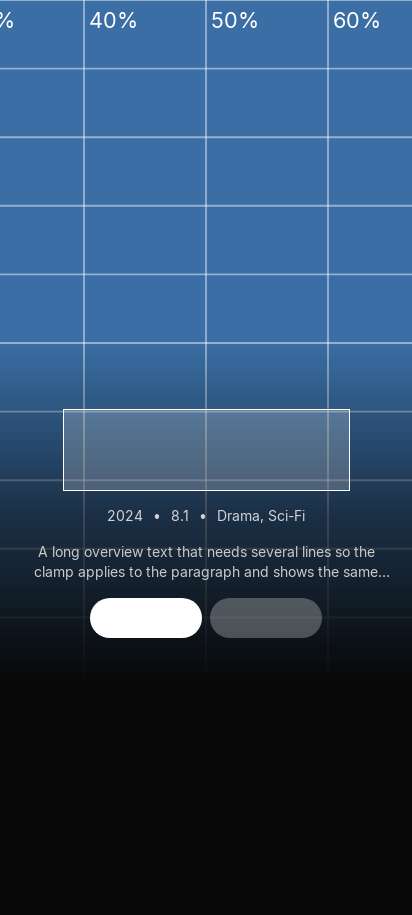 % 40% 50% 60%
2024 • 8.1 • Drama, Sci-Fi
A long overview text that needs several lines so the
clamp applies to the paragraph and shows the same...